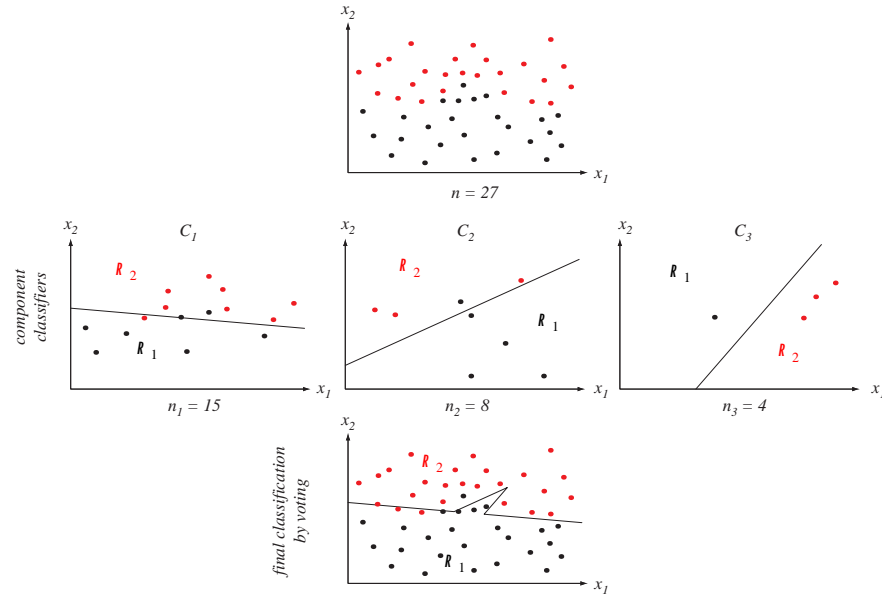 x2
x1
n = 27
x2
C1
R 2
R 1
x1
n1 = 15
component
classifiers
C2
R 2
R 1
x1
n2 = 8
x2
C3
R 1
R 2
x1
n3 = 4
x2
R 2
R 1
x1
final classification
by voting